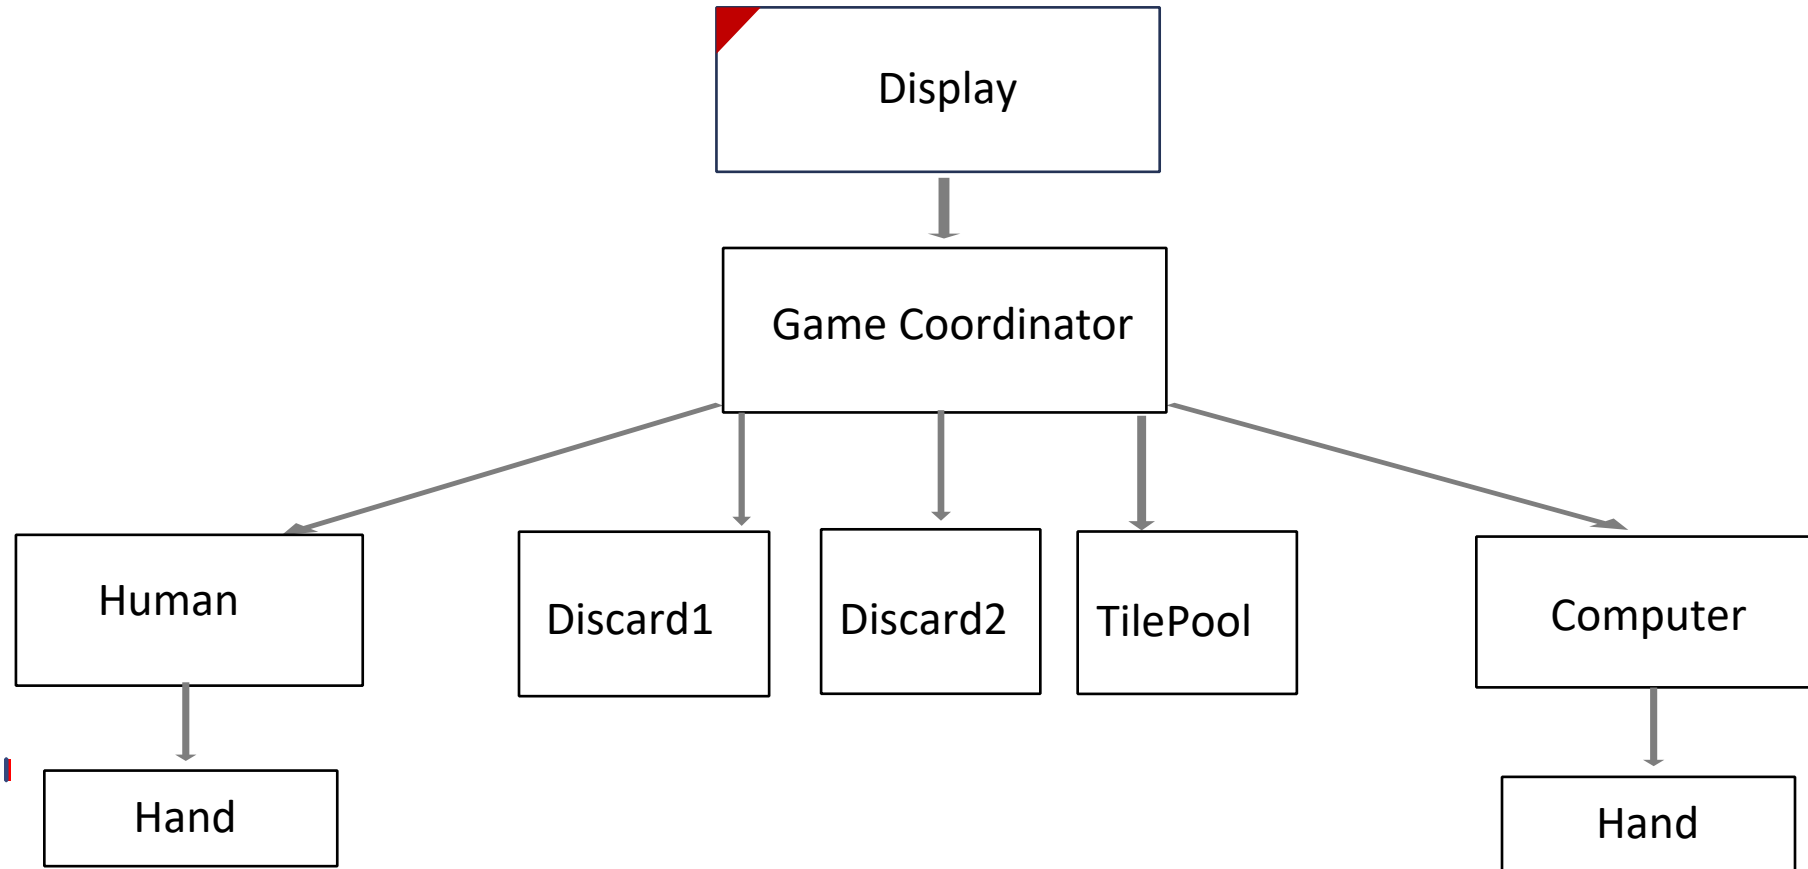 Display
Game Coordinator
Human
Discard1
Discard2
TilePool
Computer
Hand
Hand